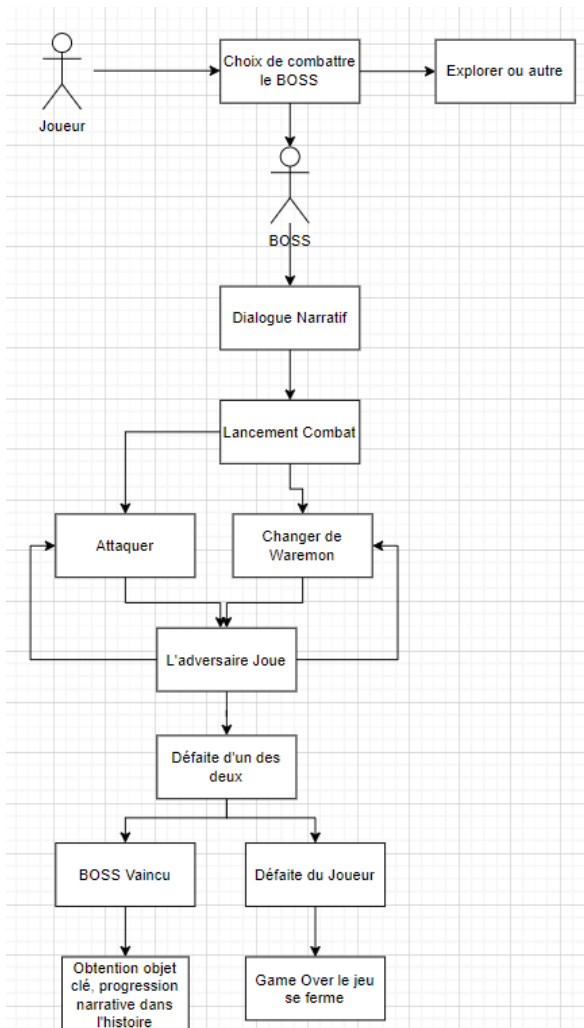 Joueur
Choix de combattre
le BOSS
Explorer ou autre
BOSS
Dialogue Narratif
Lancement Combat
Attaquer
Changer de
Waremon
L'adversaire Joue
Défaite d'un des
deux
BOSS Vaincu
Défaite du Joueur
Obtention objet
clé, progression
narrative dans
l'histoire
Game Over le jeu
se ferme